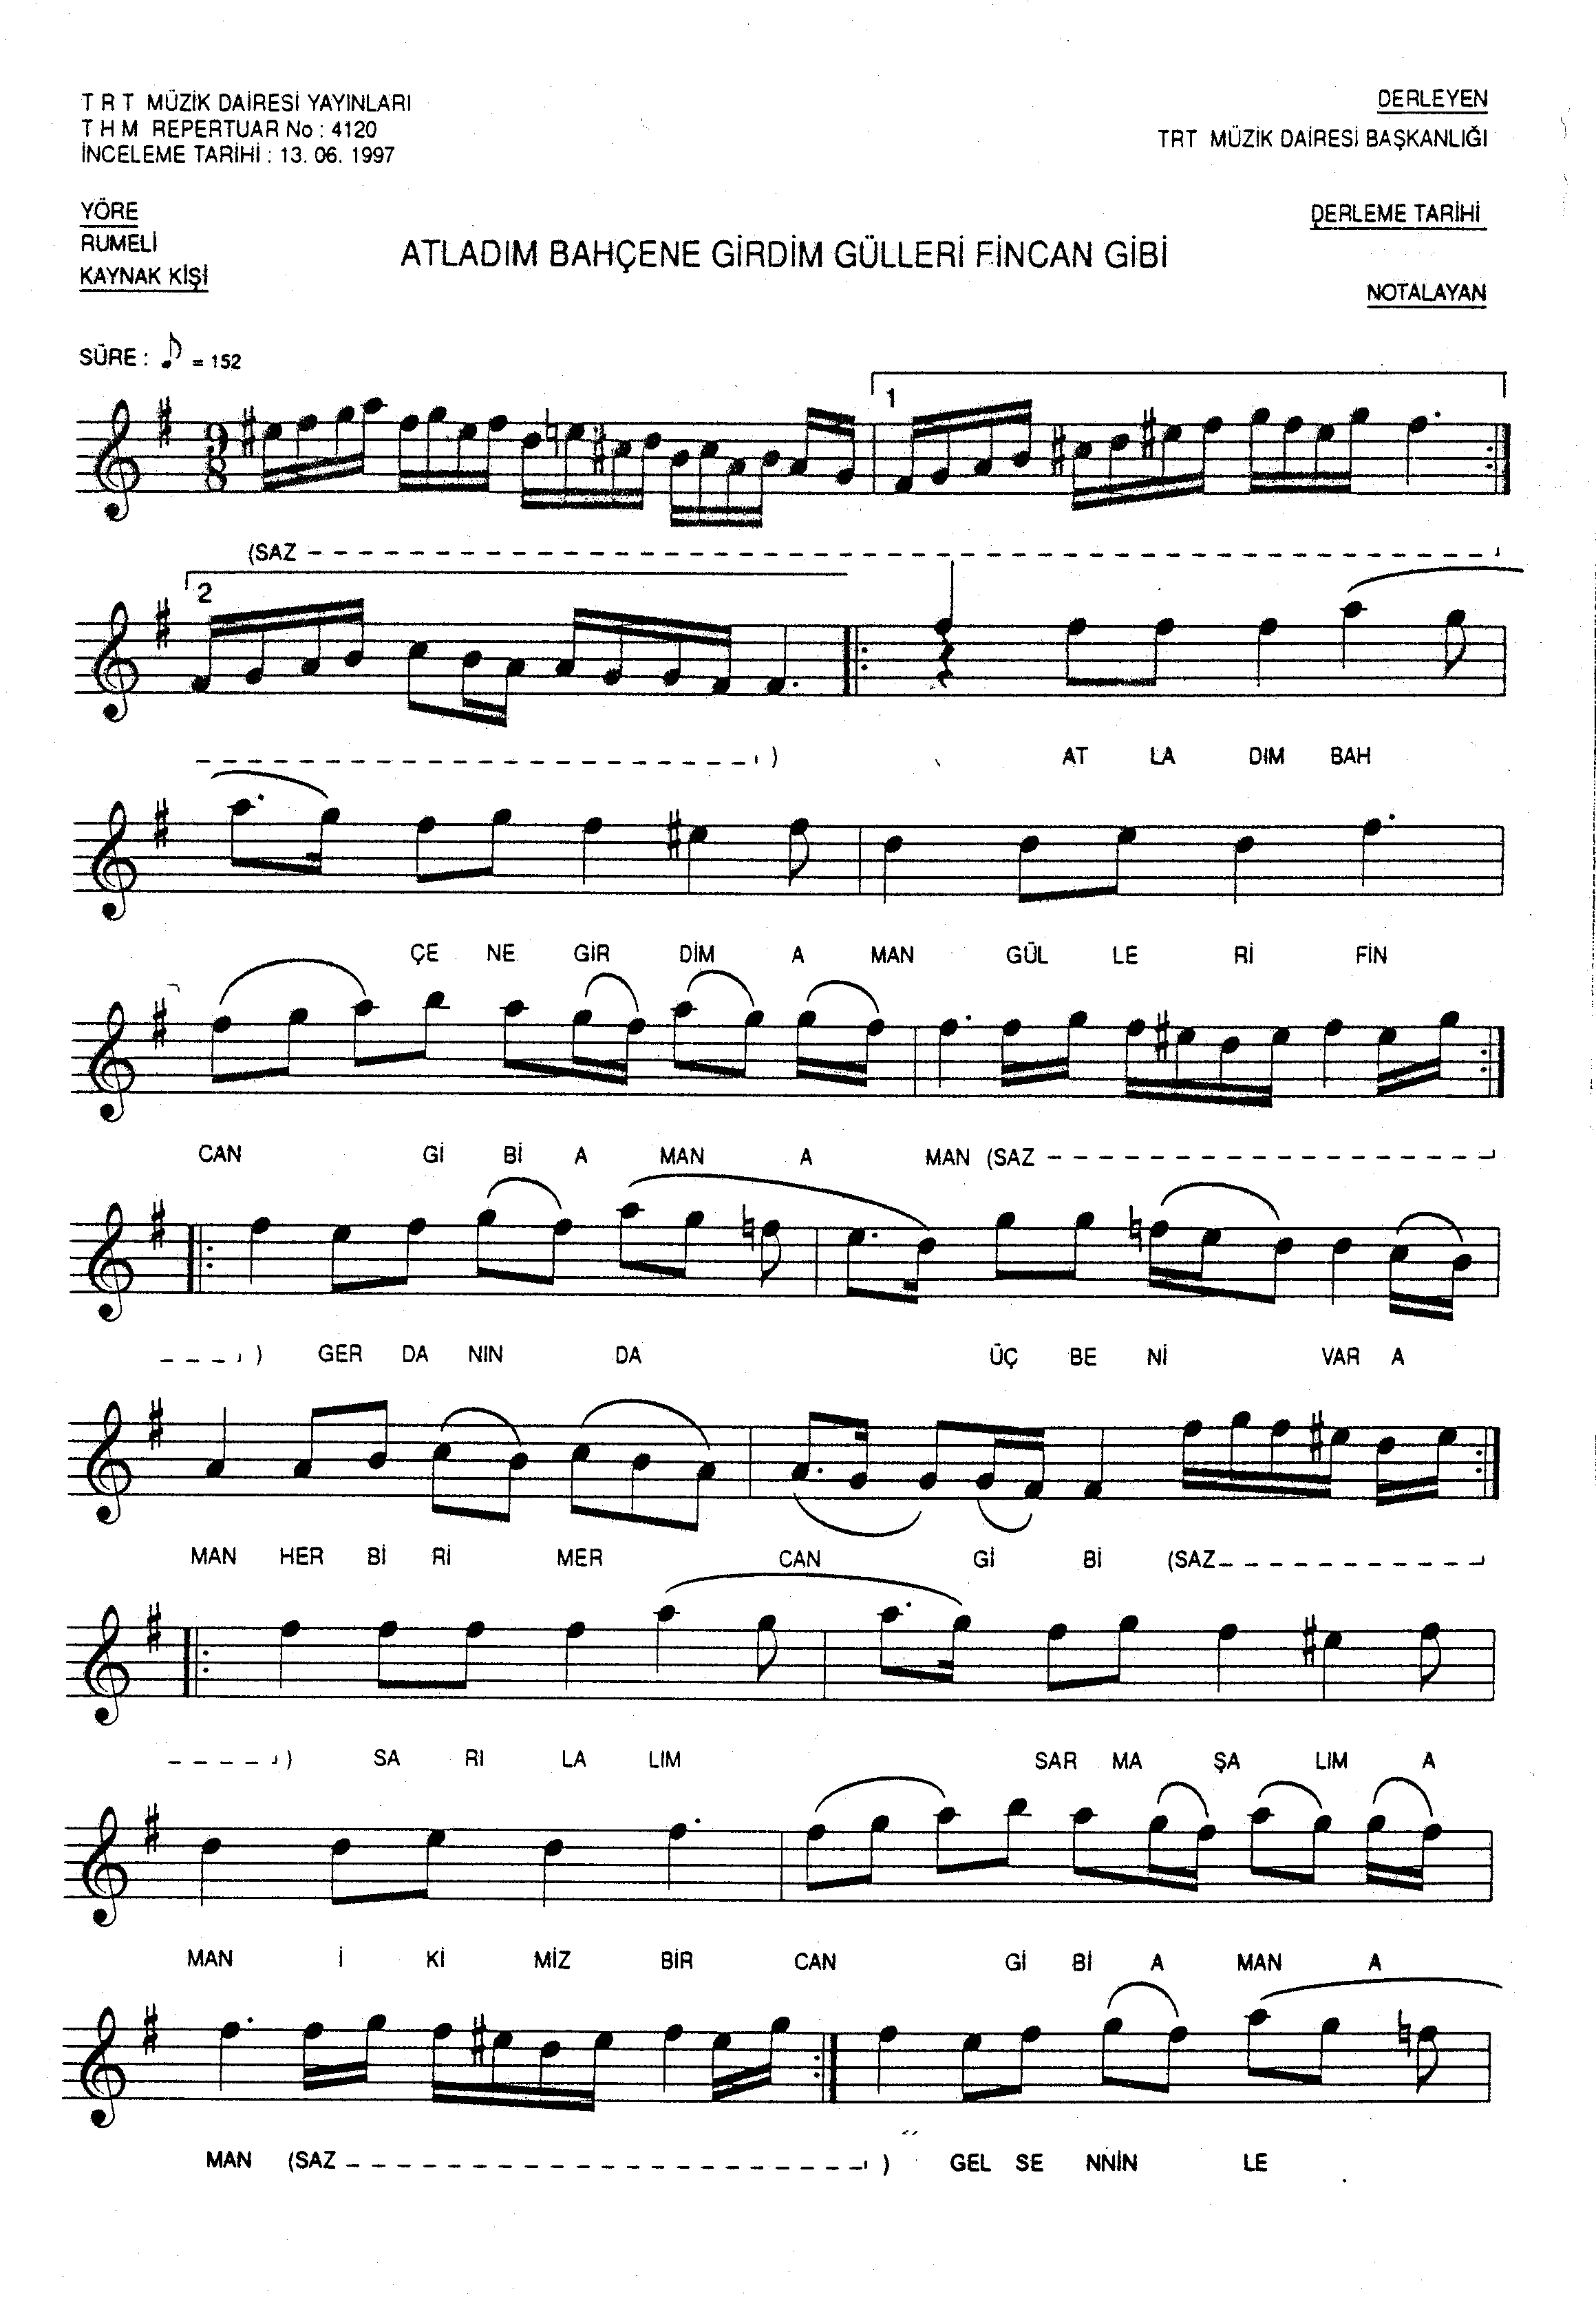 T R T MÜZİK DAİRESİ YAYINLARI
T H M REPERTUAR No : 4120
İNCELEME TARİHİ : 13. 06. 1997
DERLEYEN
TRT MÜZİK DAİRESİ BAŞKANLIĞI
YÖRE
RUMELİ
KAYNAK KİŞİ
DERLEME TARİHİ
ATLADIM BAHÇENE GİRDİM GÜLLERİ FİNCAN GİBİ
NOTALAYAN
SÜRE : ♪ = 152
9/8
1
(SAZ
2
) AT LA DIM BAH
ÇE NE GİR DİM A MAN GÜL LE Rİ FİN
CAN Gİ Bİ A MAN A MAN (SAZ
) GER DA NIN DA ÜÇ BE Nİ VAR A
MAN HER Bİ Rİ MER CAN Gİ Bİ (SAZ
) SA RI LA LIM SAR MA ŞA LIM A
MAN İ Kİ MİZ BİR CAN Gİ Bİ A MAN A
MAN (SAZ ) GEL SE NNİN LE